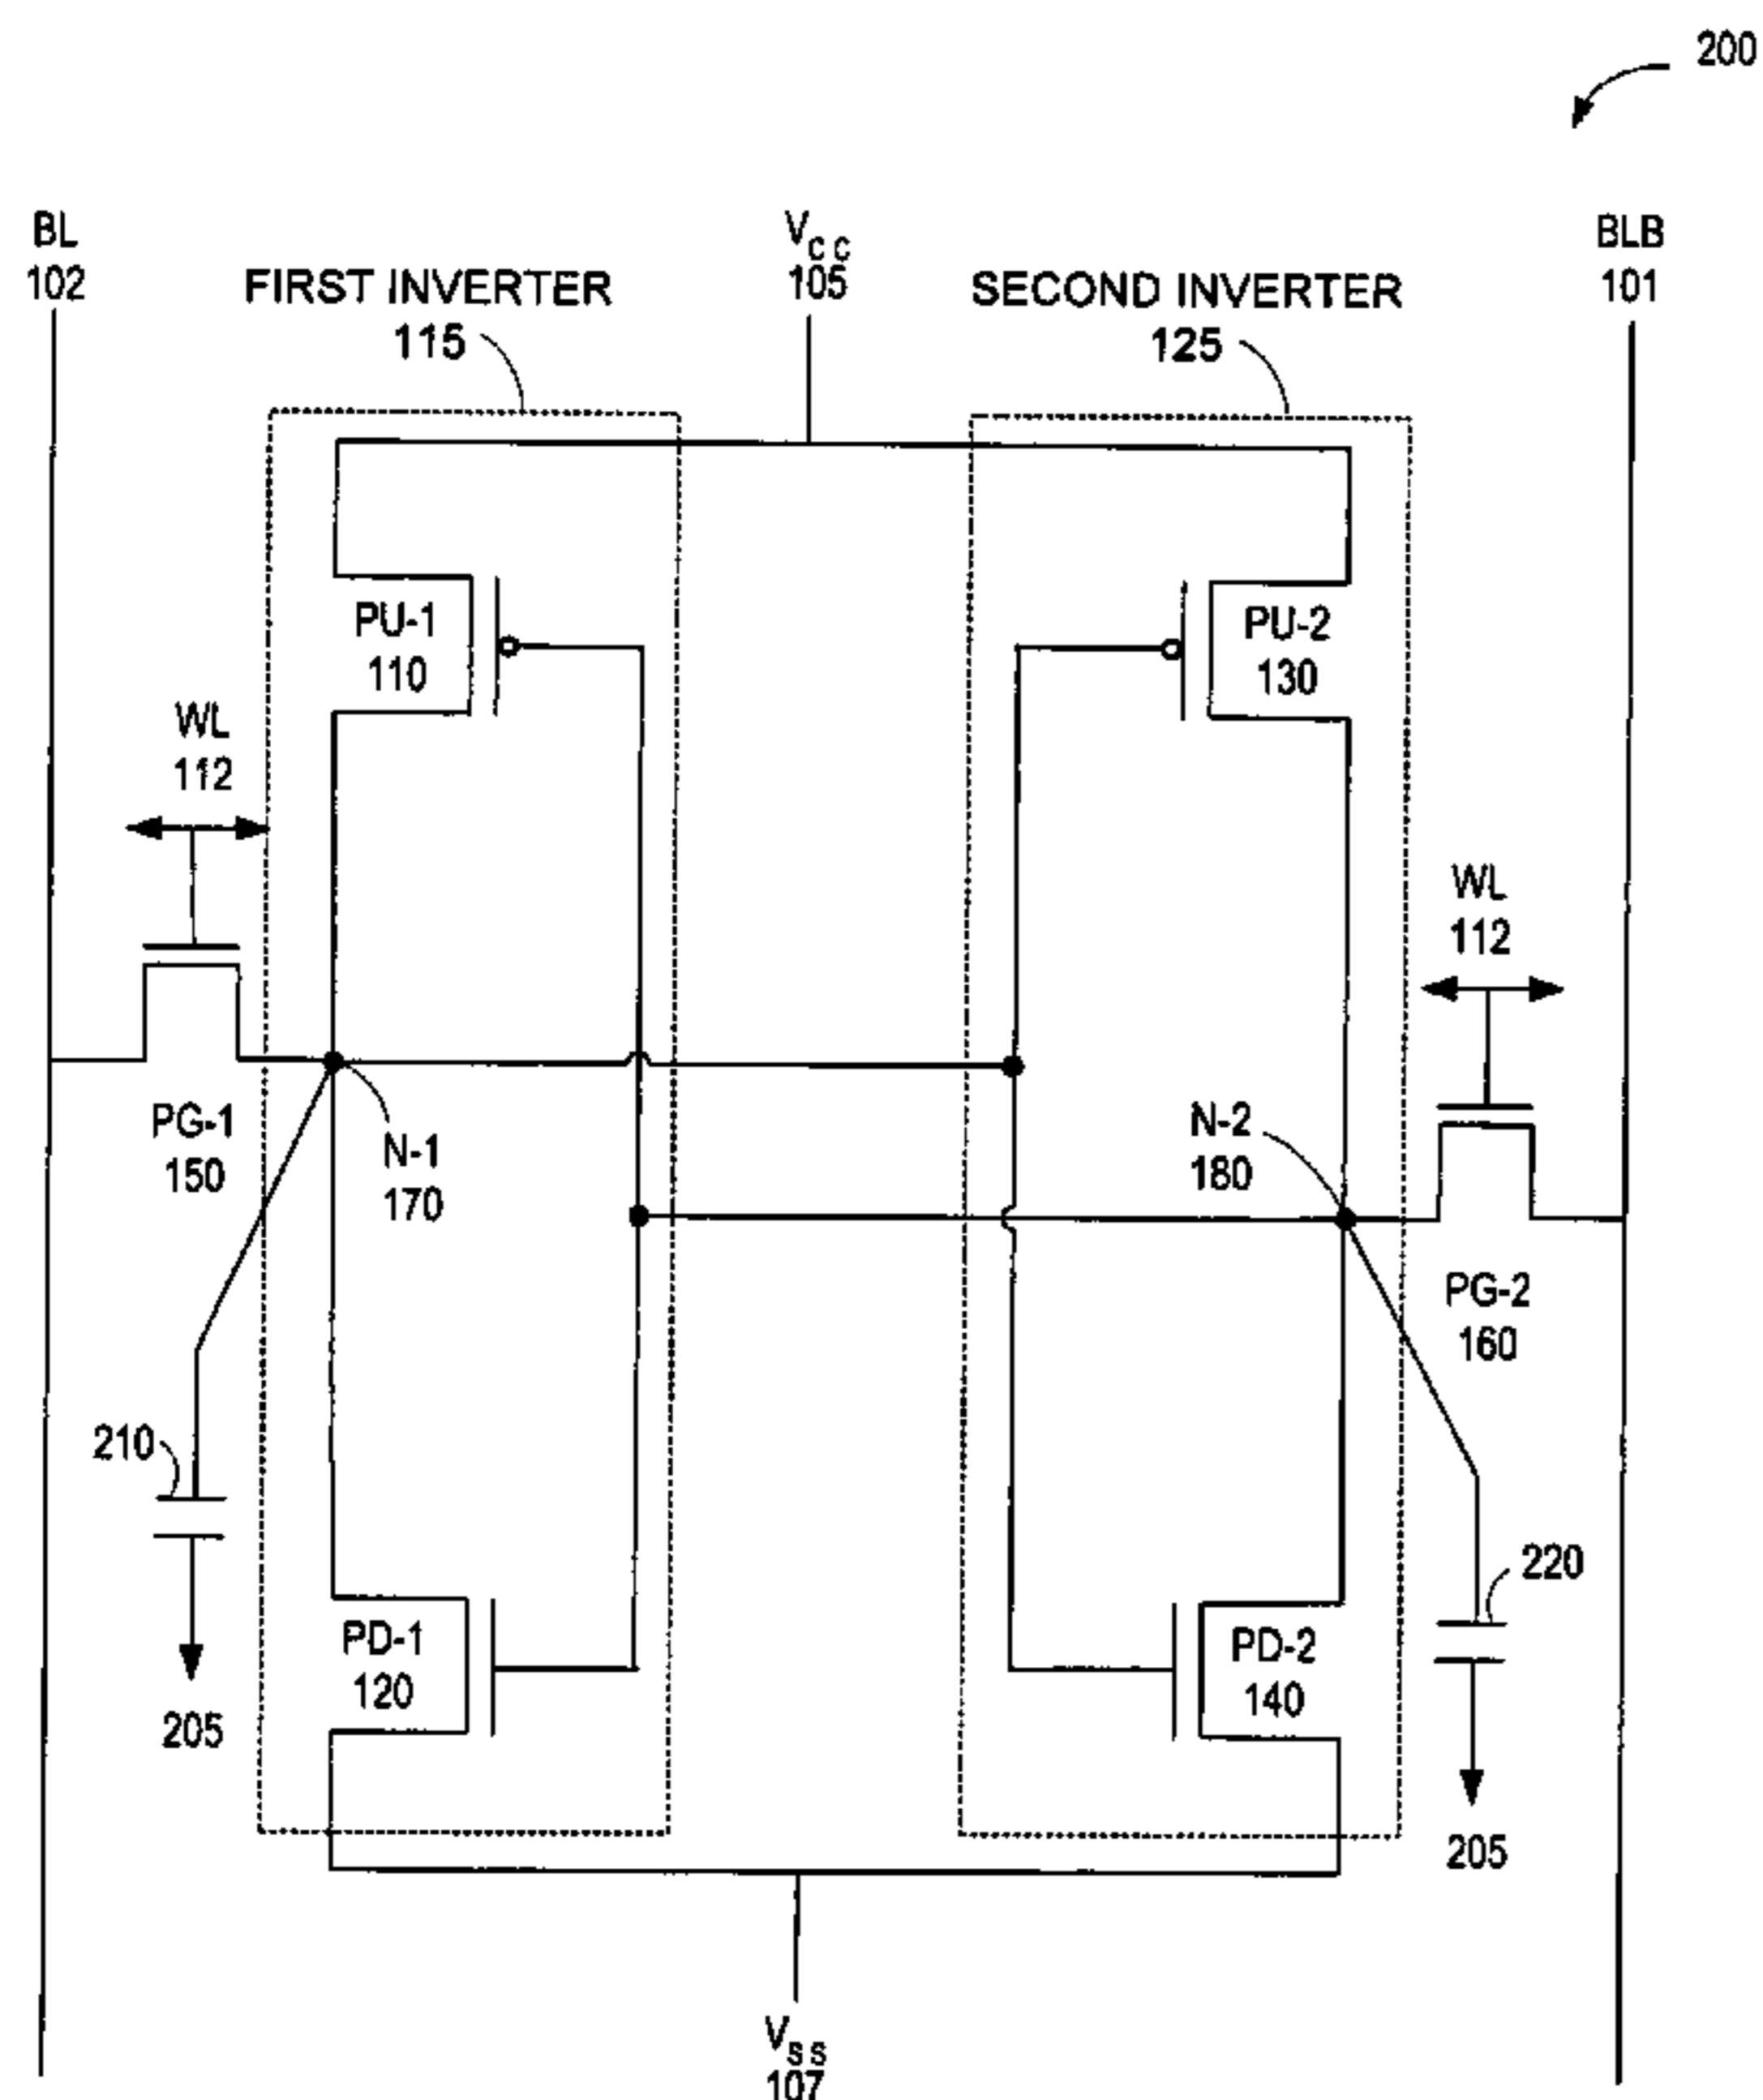 200
BL
102
VCC
105
BLB
101
FIRST INVERTER
115
SECOND INVERTER
125
PU-1
110
PU-2
130
WL
112
WL
112
PG-1
150
N-1
170
N-2
180
PG-2
160
210
220
PD-1
120
PD-2
140
205
205
VSS
107